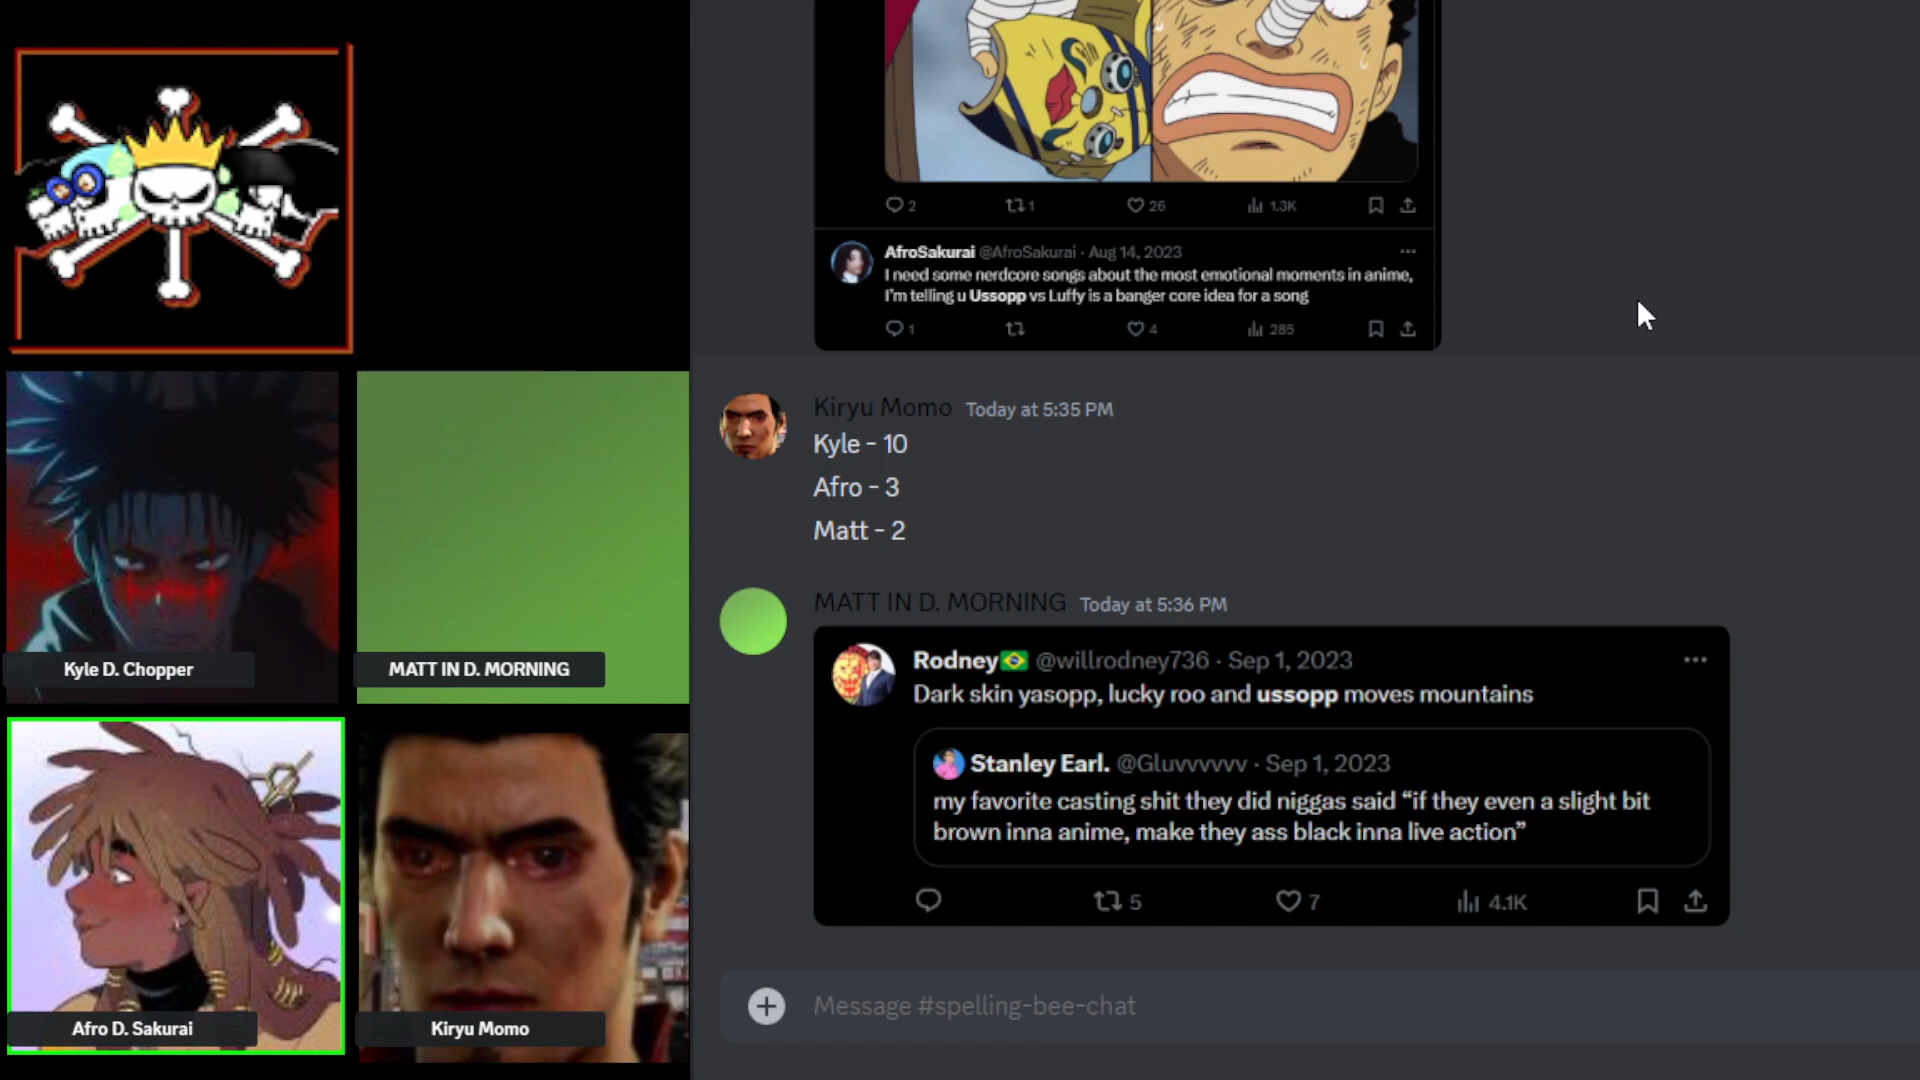 2
1
26
1.3K
AfroSakurai @AfroSakurai · Aug 14, 2023
I need some nerdcore songs about the most emotional moments in anime,
I'm telling u Ussopp vs Luffy is a banger core idea for a song
1
4
285
Kiryu Momo Today at 5:35 PM
Kyle - 10
Afro - 3
Matt - 2
MATT IN D. MORNING Today at 5:36 PM
Rodney @willrodney736 · Sep 1, 2023
Dark skin yasopp, lucky roo and ussopp moves mountains
Stanley Earl. @Gluvvvvvv · Sep 1, 2023
my favorite casting shit they did niggas said “if they even a slight bit
brown inna anime, make they ass black inna live action”
5
7
4.1K
Message #spelling-bee-chat
Kyle D. Chopper
MATT IN D. MORNING
Afro D. Sakurai
Kiryu Momo